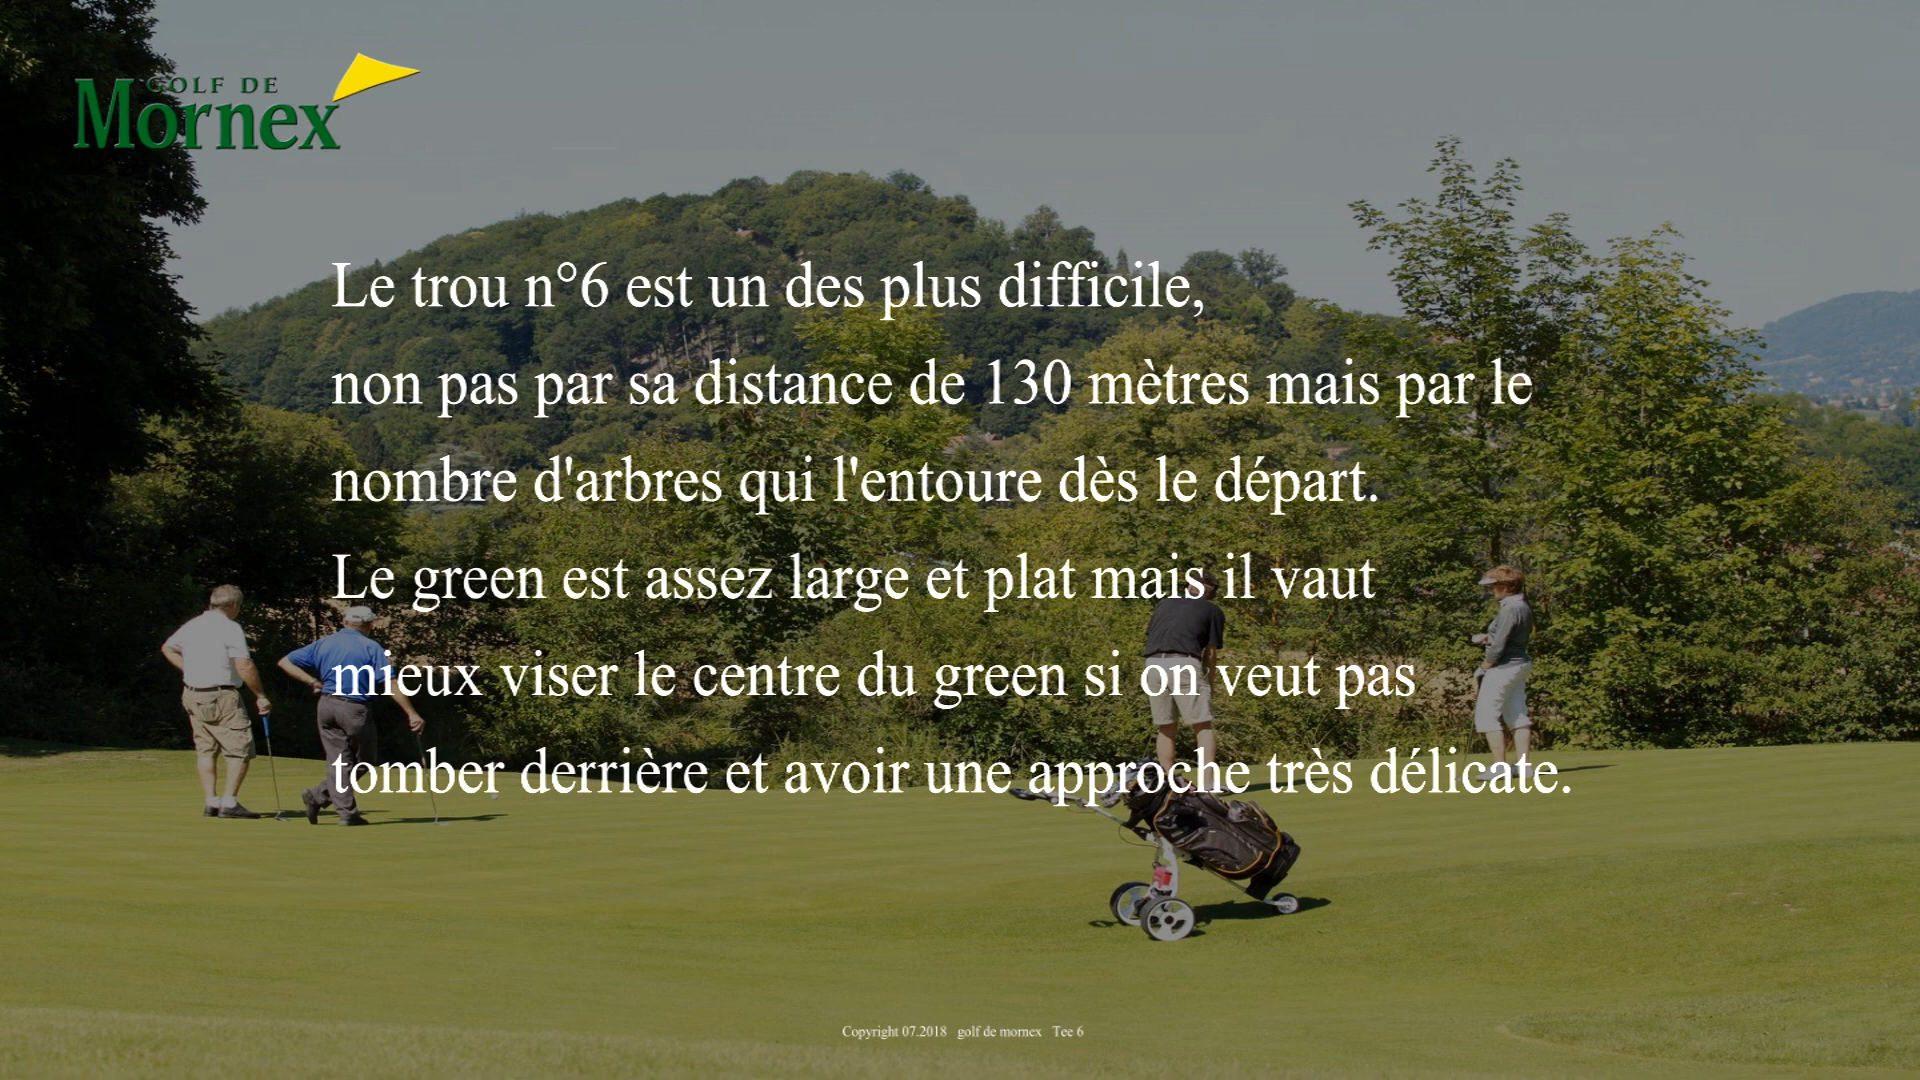 GOLF DE
Mornex
Le trou n°6 est un des plus difficile,
non pas par sa distance de 130 mètres mais par le
nombre d'arbres qui l'entoure dès le départ.
Le green est assez large et plat mais il vaut
mieux viser le centre du green si on veut pas
tomber derrière et avoir une approche très délicate.
Copyright 07.2018 golf de mornex Tee 6